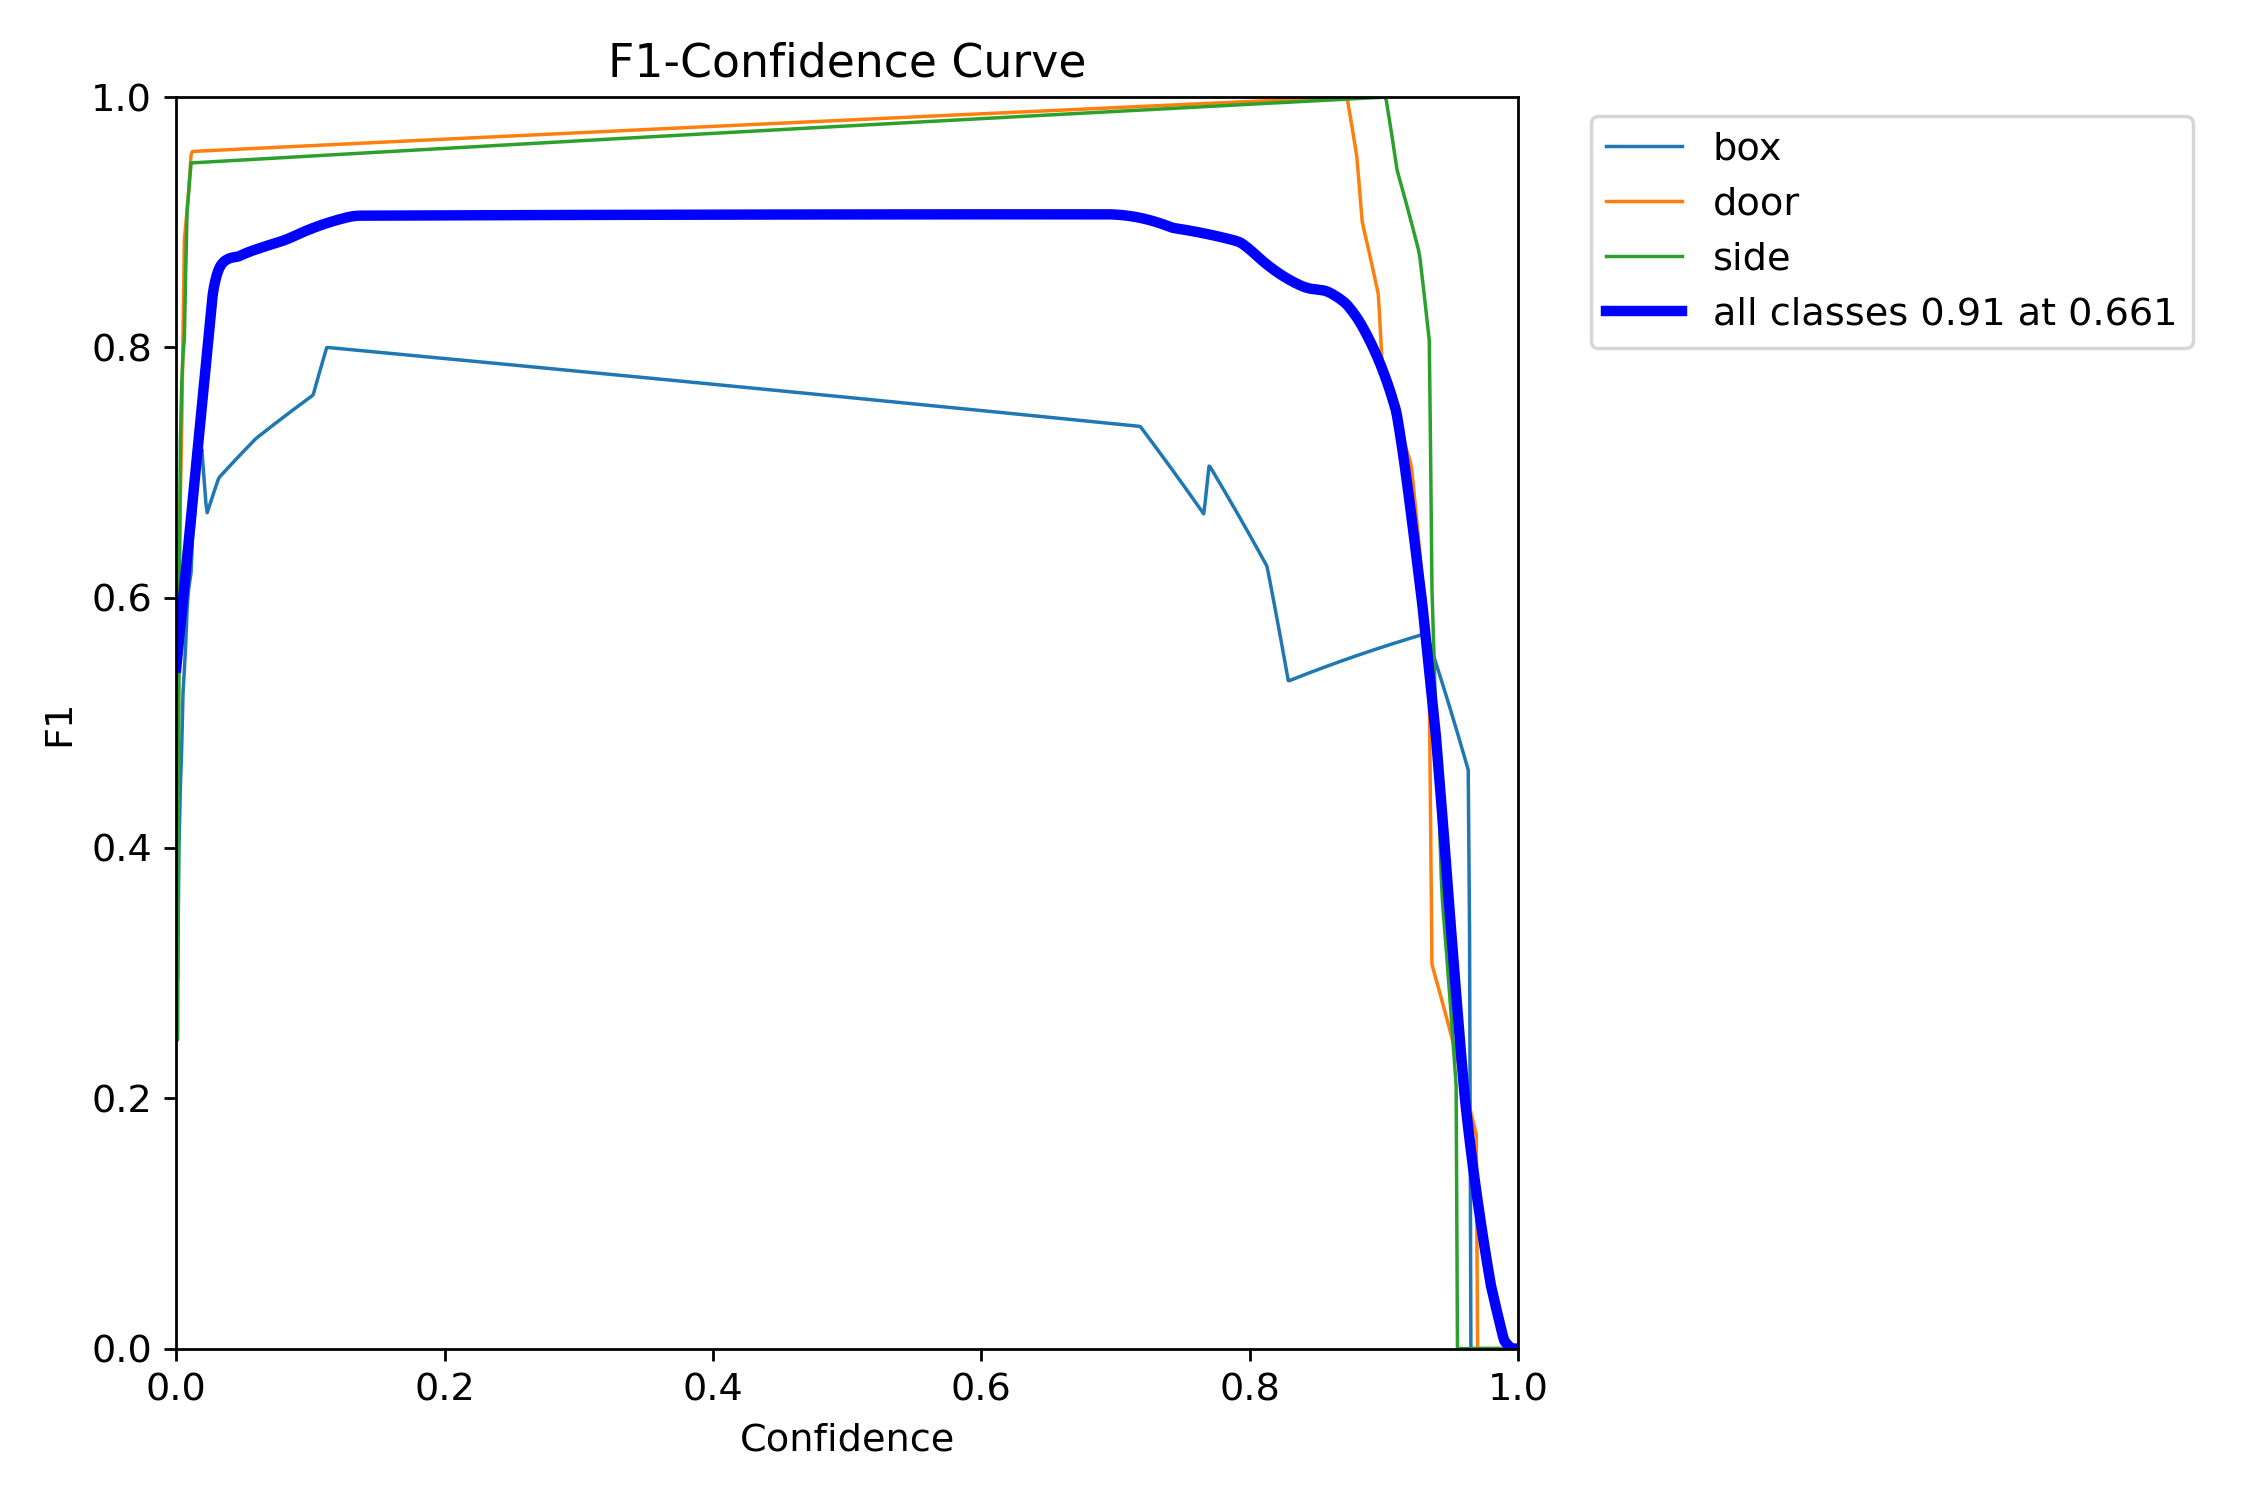 F1-Confidence Curve
1.0
0.8
0.6
0.4
0.2
0.0
F1
0.0 0.2 0.4 0.6 0.8 1.0
Confidence
box
door
side
all classes 0.91 at 0.661